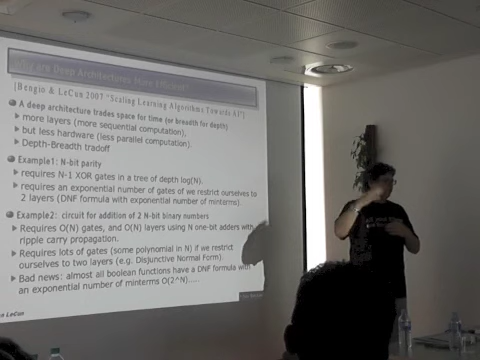 Why are Deep Architectures More Efficient?
[Bengio & LeCun 2007 "Scaling Learning Algorithms Towards AI"]
A deep architecture trades space for time (or breadth for depth)
more layers (more sequential computation),
but less hardware (less parallel computation).
Depth-Breadth tradoff
Example1: N-bit parity
requires N-1 XOR gates in a tree of depth log(N).
requires an exponential number of gates of we restrict ourselves to
2 layers (DNF formula with exponential number of minterms).
Example2: circuit for addition of 2 N-bit binary numbers
Requires O(N) gates, and O(N) layers using N one-bit adders with
ripple carry propagation.
Requires lots of gates (some polynomial in N) if we restrict
ourselves to two layers (e.g. Disjunctive Normal Form).
Bad news: almost all boolean functions have a DNF formula with
an exponential number of minterms O(2^N).....
LeCun